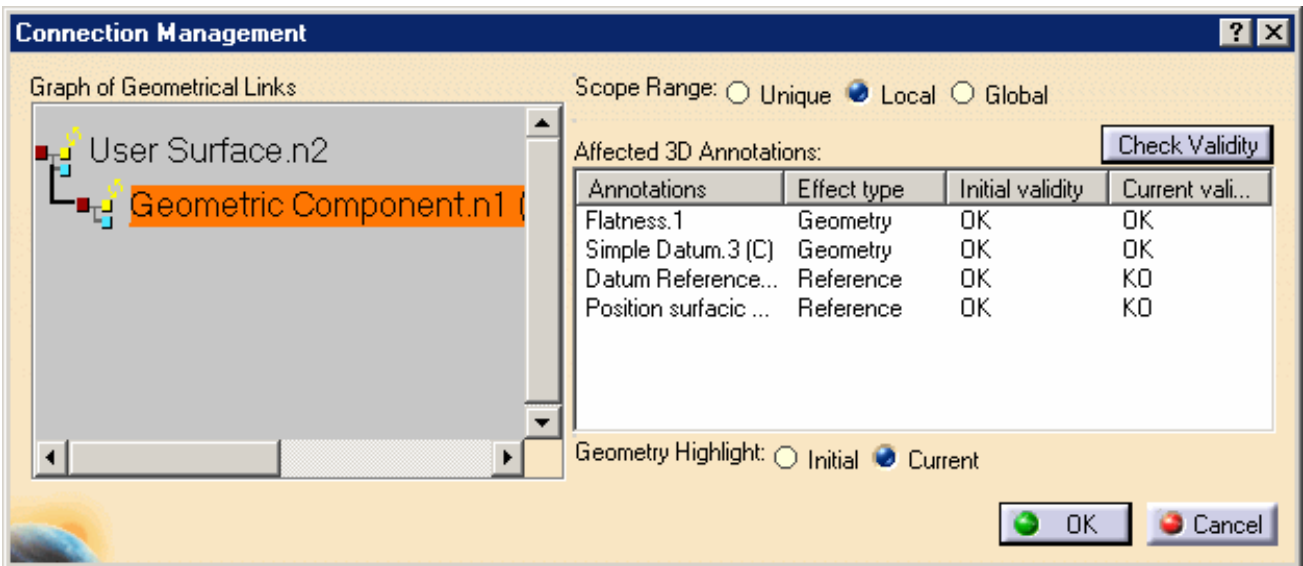 Connection Management
Graph of Geometrical Links
User Surface.n2
Geometric Component.n1 (
Scope Range: Unique Local Global
Affected 3D Annotations:
Check Validity
Annotations Effect type Initial validity Current vali...
Flatness.1 Geometry OK OK
Simple Datum.3 (C) Geometry OK OK
Datum Reference... Reference OK KO
Position surfacic ... Reference OK KO
Geometry Highlight: Initial Current
OK Cancel